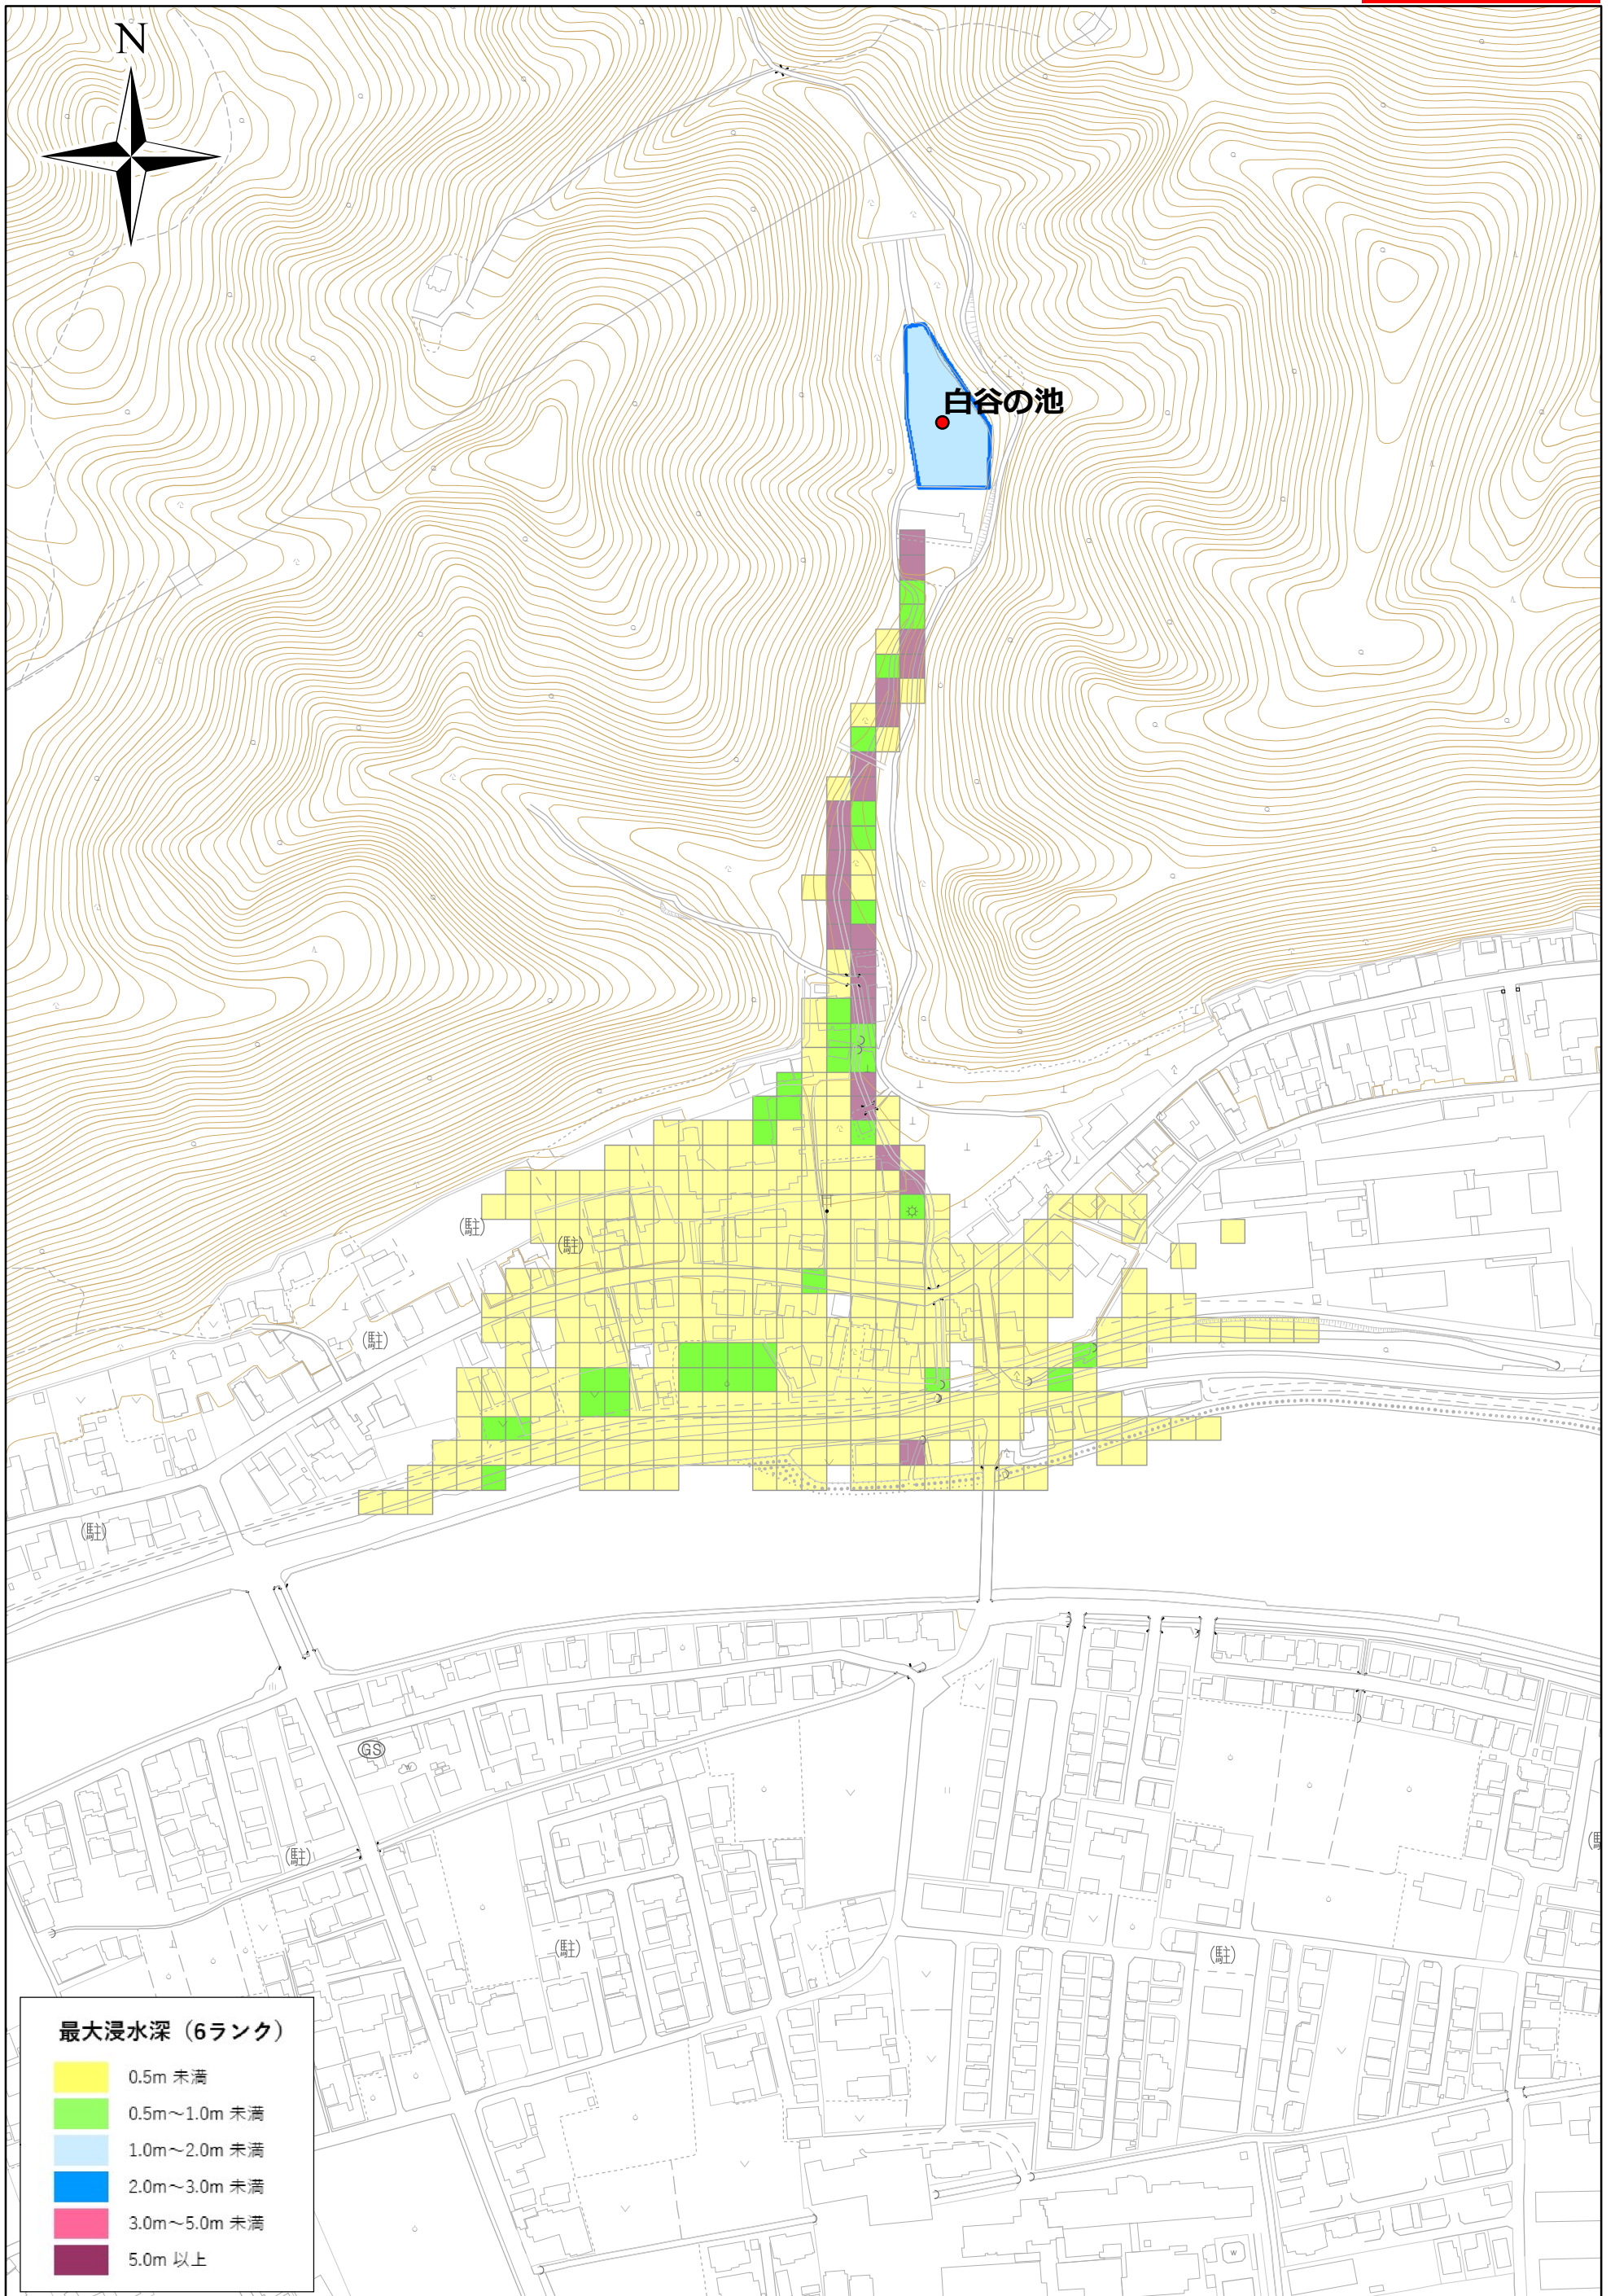 N
白谷の池
(駐)
(駐)
(駐)
(駐)
GS
W
(駐)
(駐)
(駐)
W
最大浸水深（6ランク）
0.5m 未満
0.5m～1.0m 未満
1.0m～2.0m 未満
2.0m～3.0m 未満
3.0m～5.0m 未満
5.0m 以上